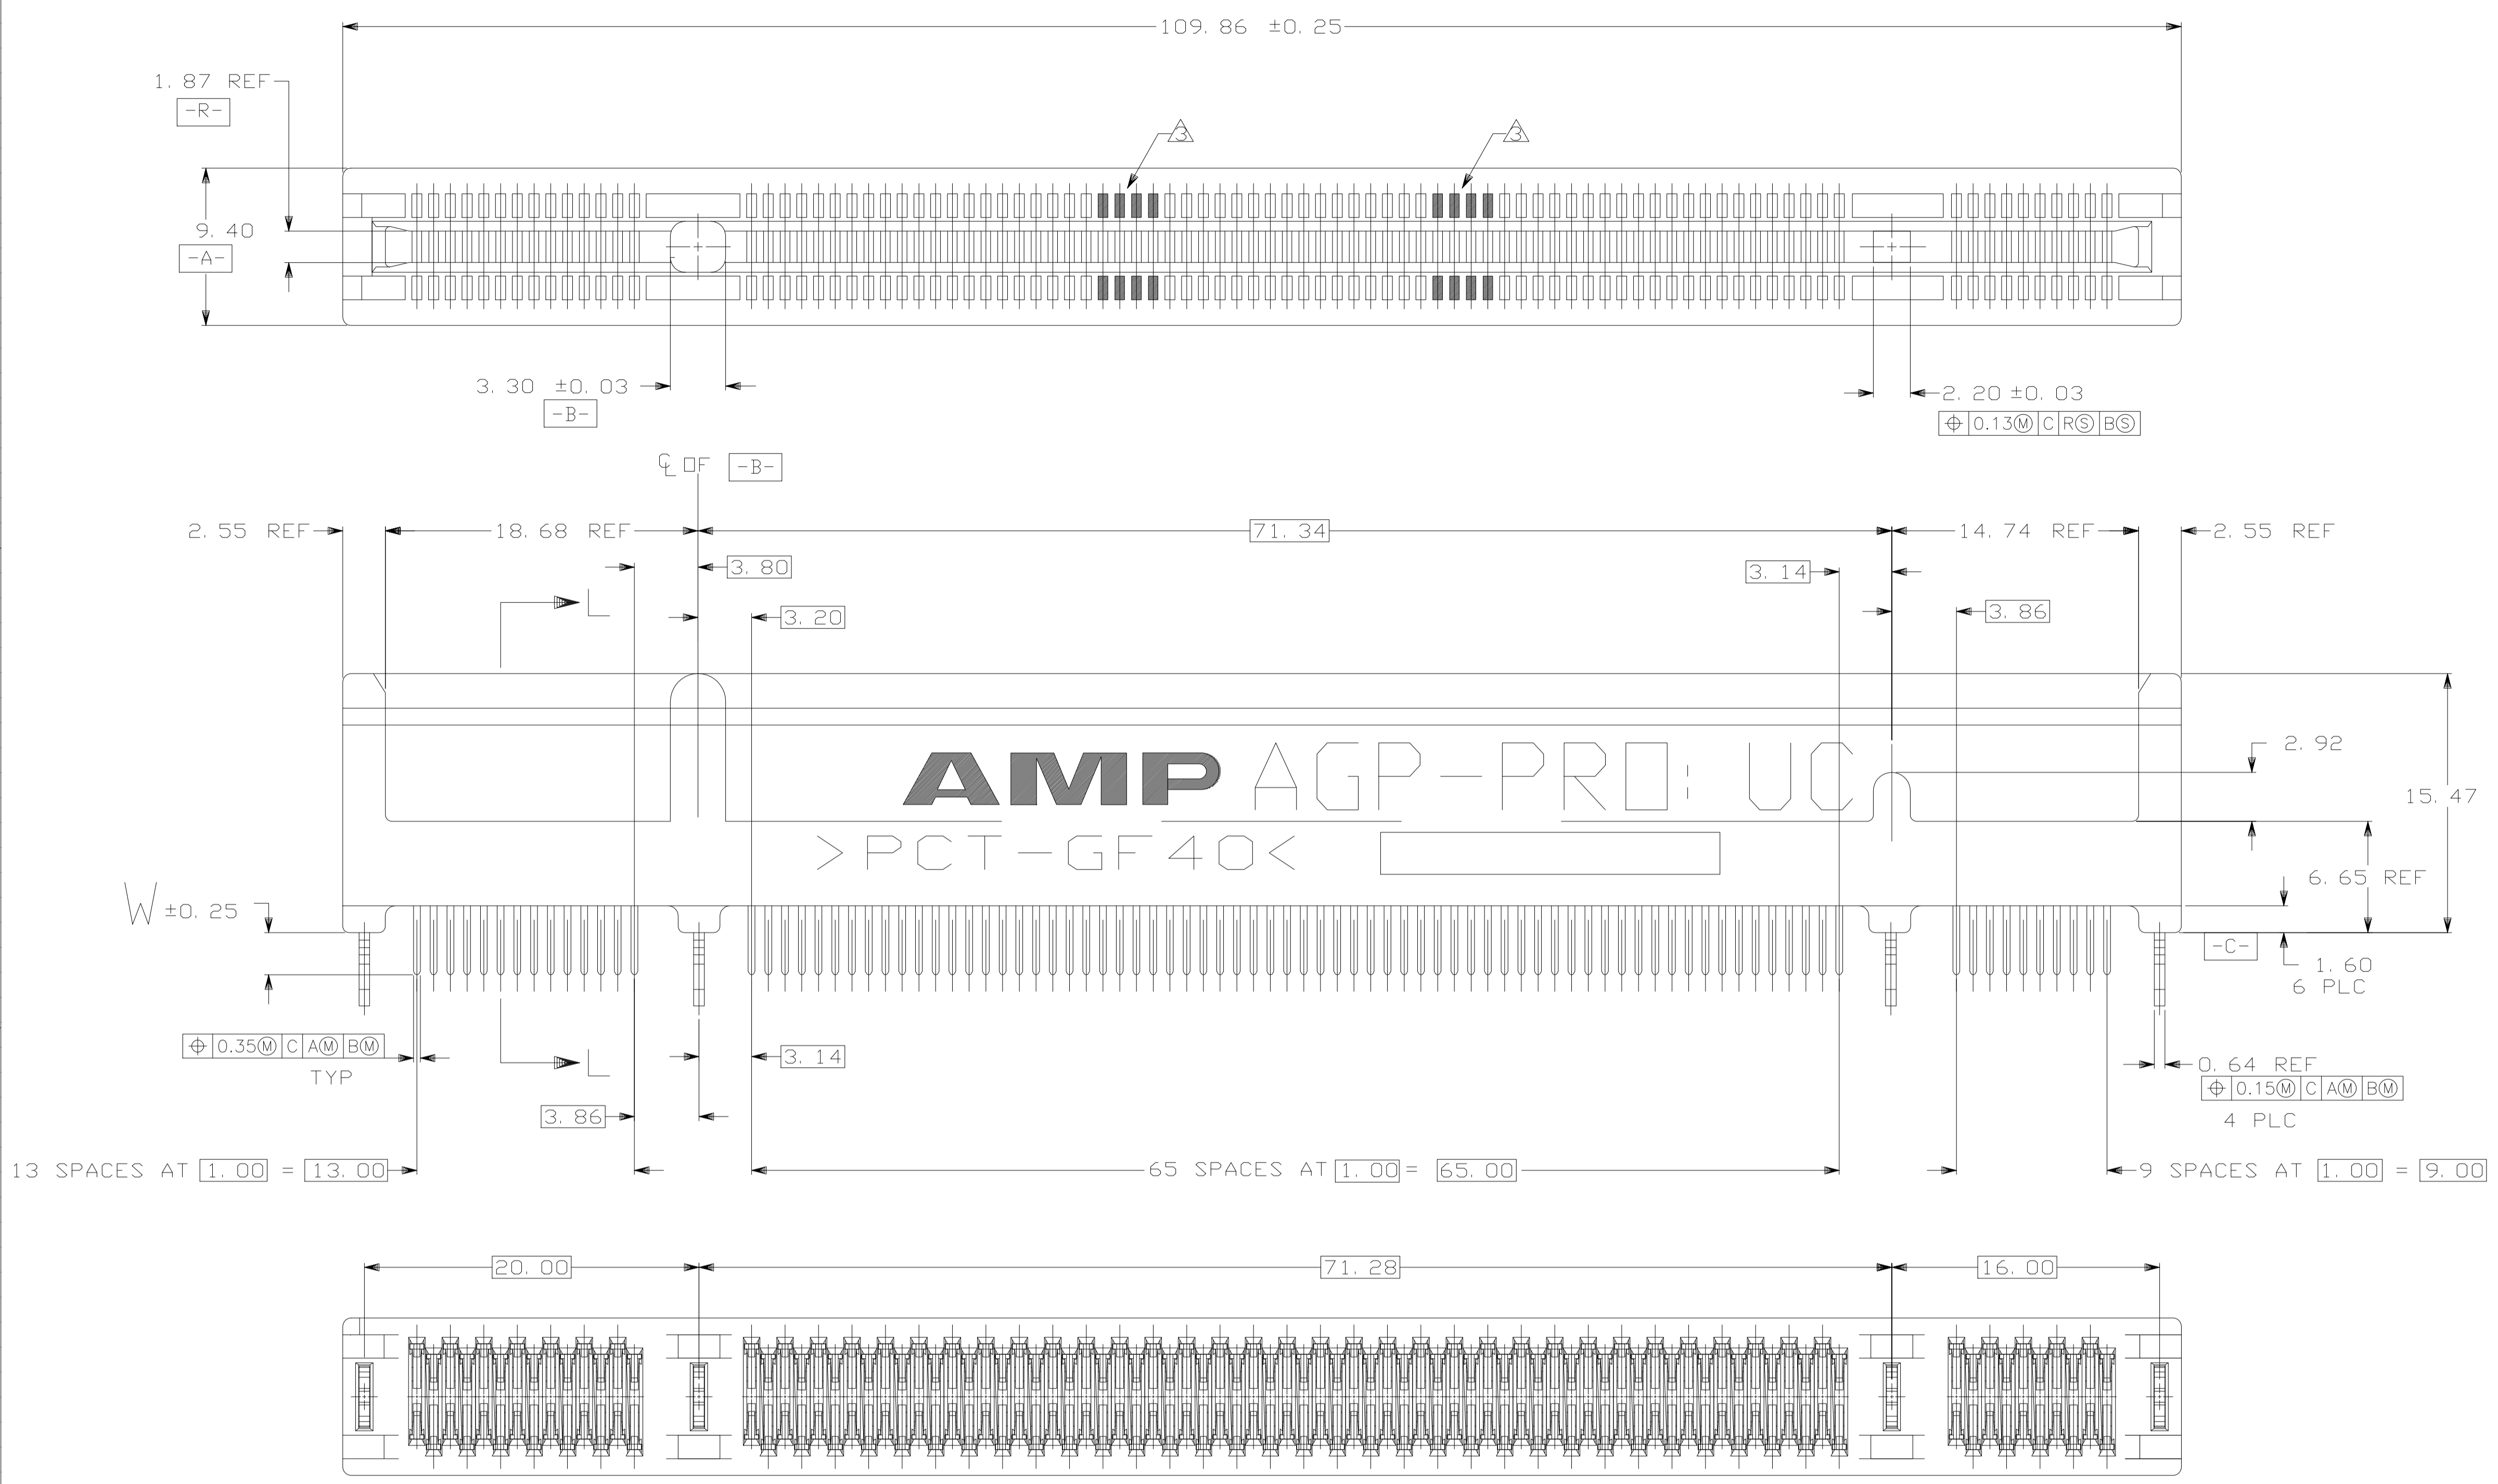 109.86 ±0.25
1.87 REF
-R-
3
3
9.40
-A-
3.30 ±0.03
-B-
2.20 ±0.03
⌖ 0.13Ⓜ C RⓈ BⓈ
℄ OF -B-
2.55 REF
18.68 REF
71.34
14.74 REF
2.55 REF
3.80
3.14
L
3.20
3.86
AMP AGP-PRO: UC
2.92
15.47
>PCT-GF40<
6.65 REF
W ±0.25
-C-
1.60
6 PLC
⌖ 0.35Ⓜ C AⓂ BⓂ
TYP
L
3.14
0.64 REF
⌖ 0.15Ⓜ C AⓂ BⓂ
4 PLC
3.86
13 SPACES AT 1.00 = 13.00
65 SPACES AT 1.00 = 65.00
9 SPACES AT 1.00 = 9.00
20.00
71.28
16.00